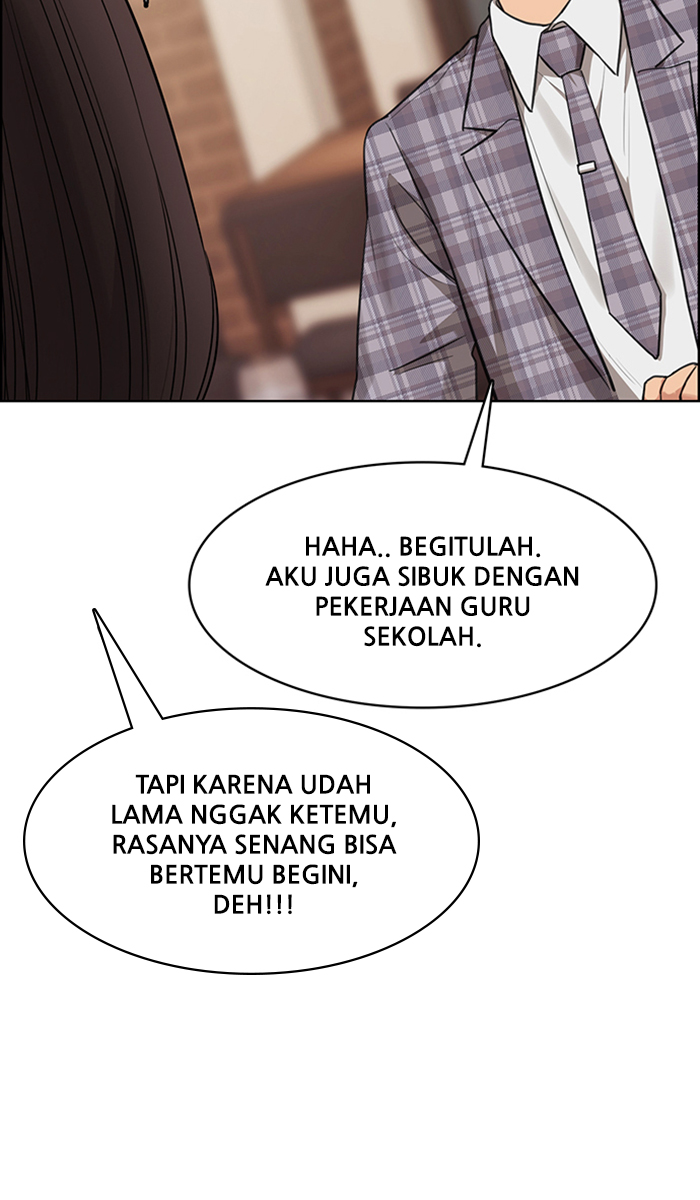 HAHA.. BEGITULAH.
AKU JUGA SIBUK DENGAN
PEKERJAAN GURU
SEKOLAH.
TAPI KARENA UDAH
LAMA NGGAK KETEMU,
RASANYA SENANG BISA
BERTEMU BEGINI,
DEH!!!